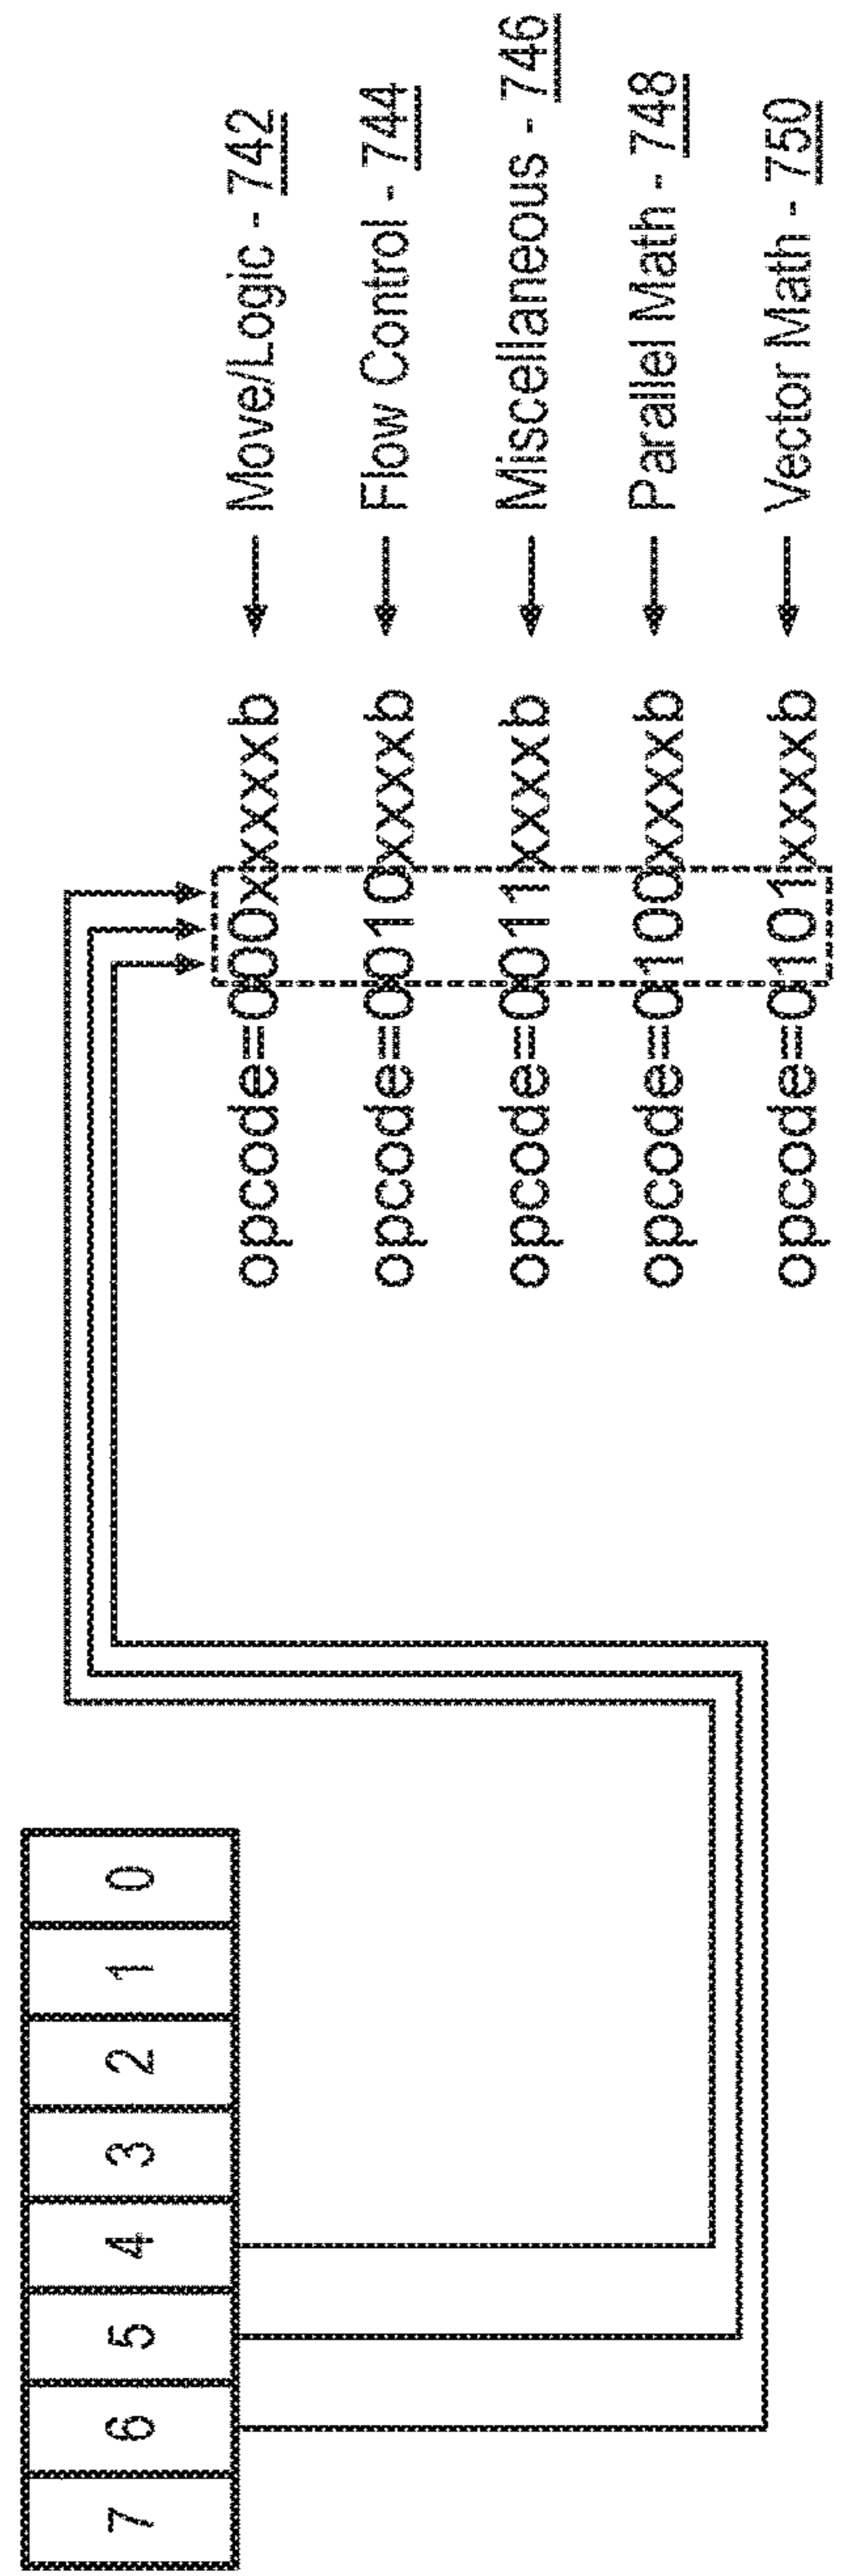 7 6 5 4 3 2 1 0
opcode=000xxxxxb ← Move/Logic - 742
opcode=0010xxxxb ← Flow Control - 744
opcode=0011xxxxb ← Miscellaneous - 746
opcode=0100xxxxb ← Parallel Math - 748
opcode=0101xxxxb ← Vector Math - 750